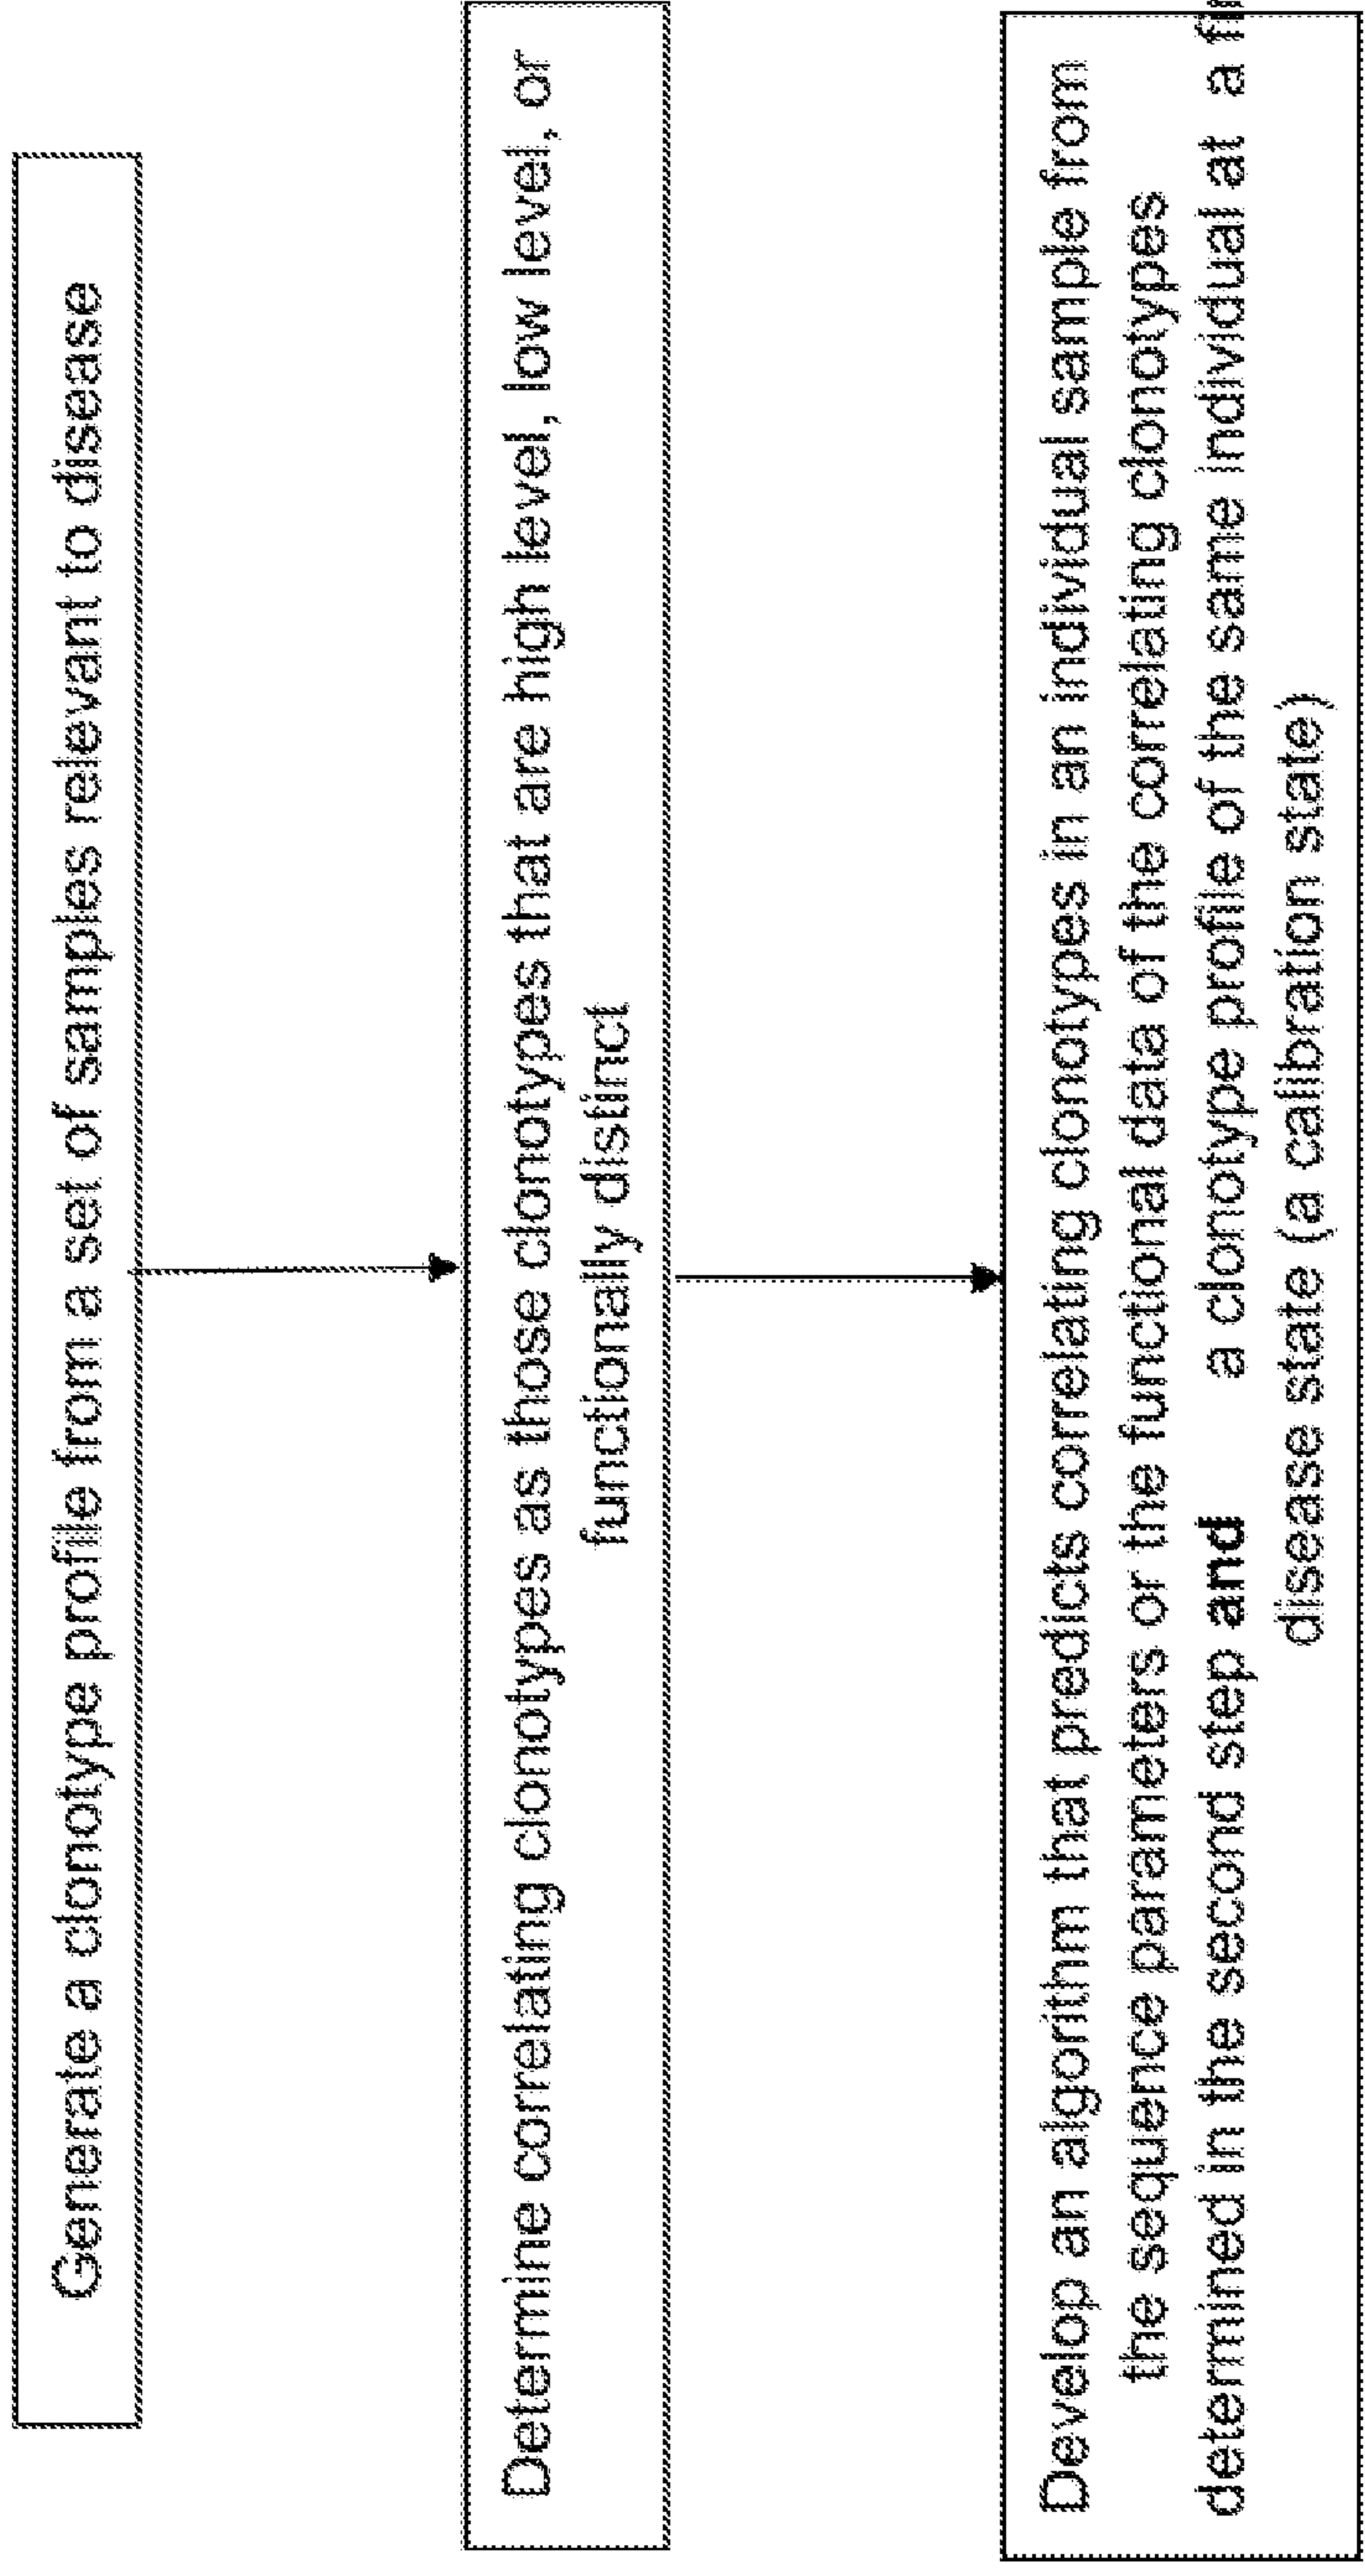 Generate a clonotype profile from a set of samples relevant to disease
Determine correlating clonotypes as those clonotypes that are high level, low level, or
functionally distinct
Develop an algorithm that predicts correlating clonotypes in an individual sample from
the sequence parameters or the functional data of the correlating clonotypes
determined in the second step and a clonotype profile of the same individual at a
disease state (a calibration state)